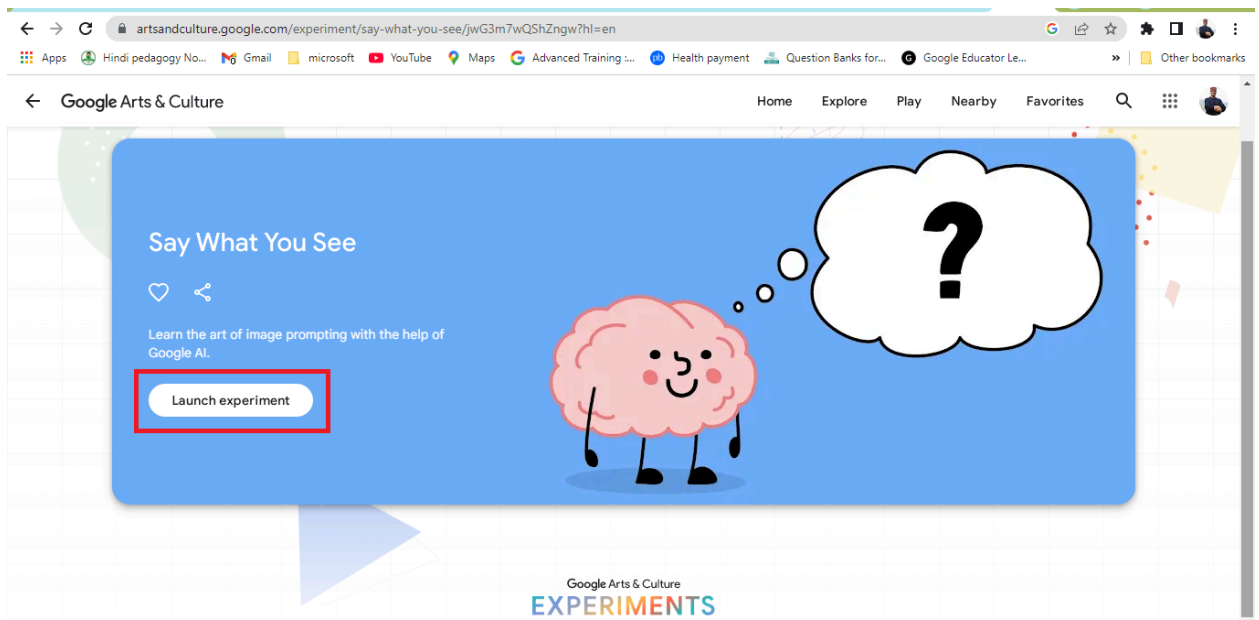 artsandculture.google.com/experiment/say-what-you-see/jwG3m7wQShZngw?hl=en
Apps Hindi pedagogy No... Gmail microsoft YouTube Maps Advanced Training :... Health payment Question Banks for... Google Educator Le... » Other bookmarks
Google Arts & Culture Home Explore Play Nearby Favorites
Say What You See
?
Learn the art of image prompting with the help of
Google AI.
Launch experiment
Google Arts & Culture
EXPERIMENTS